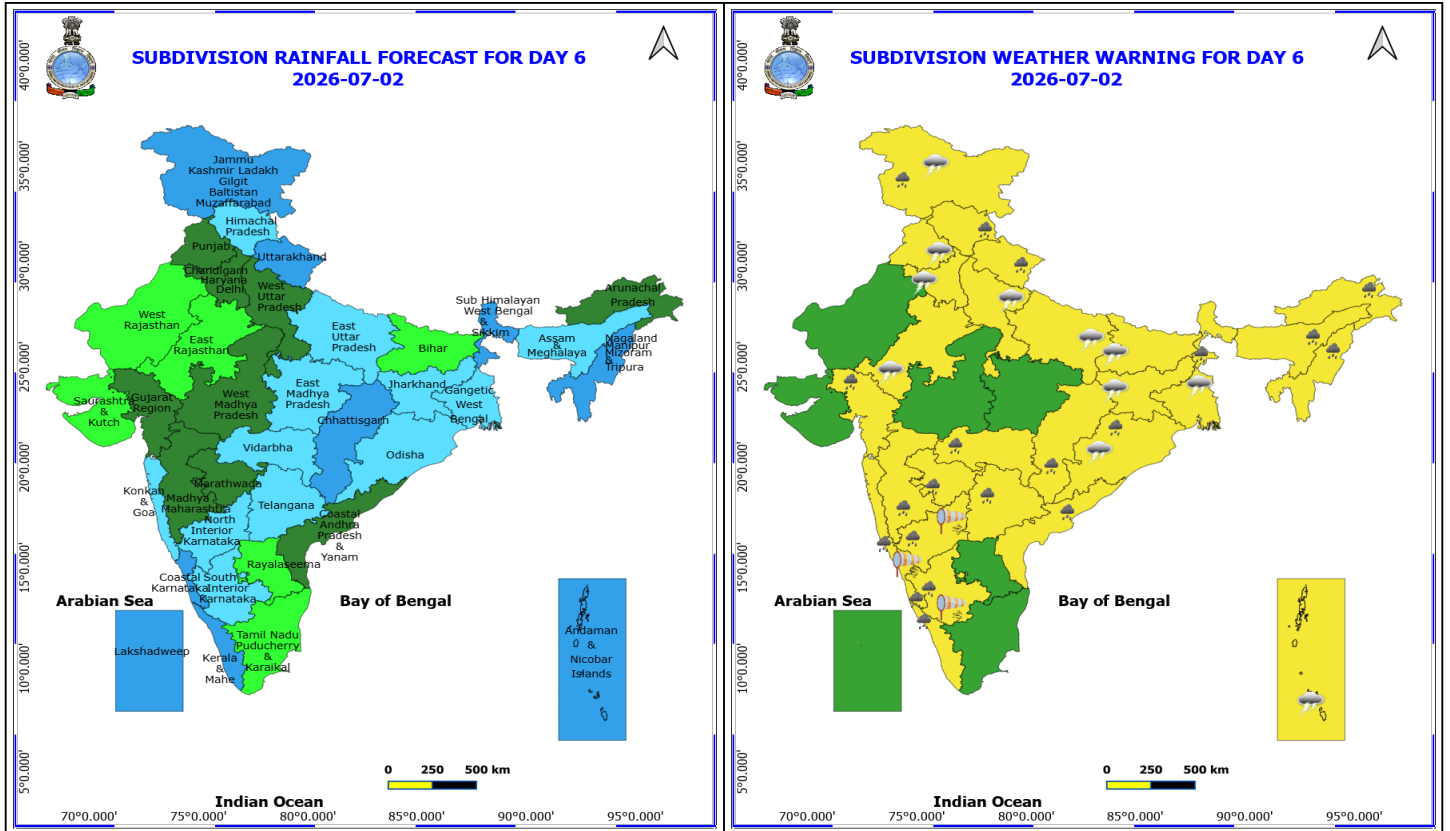 SUBDIVISION RAINFALL FORECAST FOR DAY 6
2026-07-02
40°0.000'
35°0.000'
30°0.000'
25°0.000'
20°0.000'
15°0.000'
10°0.000'
5°0.000'
Jammu
Kashmir Ladakh
Gilgit
Baltistan
Muzaffarabad
Himachal
Pradesh
Punjab
Uttarakhand
Chandigarh
Haryana
Delhi
West
Uttar
Pradesh
Arunachal
Pradesh
Sub Himalayan
West Bengal
&
Sikkim
West
Rajasthan
East
Rajasthan
East
Uttar
Pradesh
Bihar
Assam
&
Meghalaya
Nagaland
Manipur
Mizoram
&
Tripura
Saurashtra
&
Kutch
Gujarat
Region
West
Madhya
Pradesh
East
Madhya
Pradesh
Jharkhand
Gangetic
West
Bengal
Chhattisgarh
Vidarbha
Odisha
Konkan
&
Goa
Marathwada
Madhya
Maharashtra
Telangana
North
Interior
Karnataka
Coastal
Andhra
Pradesh
&
Yanam
Rayalaseema
Coastal
Karnataka
South
Interior
Karnataka
Arabian Sea
Bay of Bengal
Lakshadweep
Kerala
&
Mahe
Tamil Nadu
Puducherry
&
Karaikal
Andaman
&
Nicobar
Islands
0 250 500 km
Indian Ocean
70°0.000' 75°0.000' 80°0.000' 85°0.000' 90°0.000' 95°0.000'
SUBDIVISION WEATHER WARNING FOR DAY 6
2026-07-02
40°0.000'
35°0.000'
30°0.000'
25°0.000'
20°0.000'
15°0.000'
10°0.000'
5°0.000'
Arabian Sea
Bay of Bengal
0 250 500 km
Indian Ocean
70°0.000' 75°0.000' 80°0.000' 85°0.000' 90°0.000' 95°0.000'